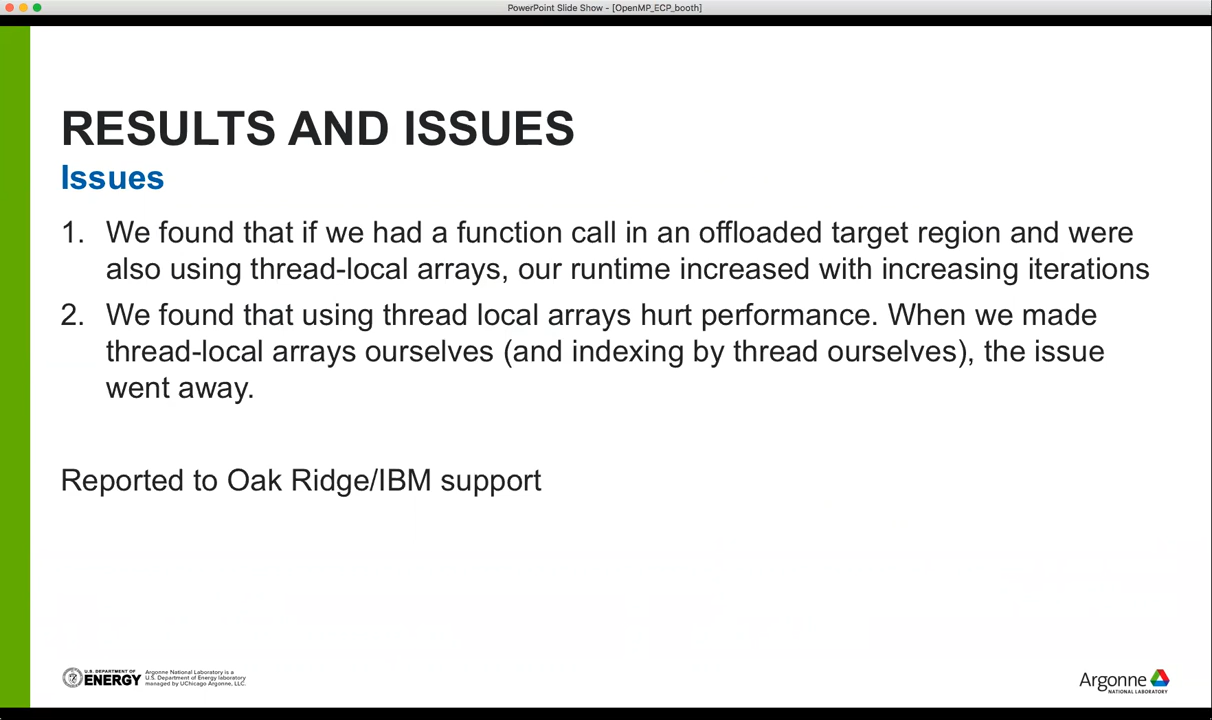 PowerPoint Slide Show - [OpenMP_ECP_booth]
RESULTS AND ISSUES
Issues
1. We found that if we had a function call in an offloaded target region and were
also using thread-local arrays, our runtime increased with increasing iterations
2. We found that using thread local arrays hurt performance. When we made
thread-local arrays ourselves (and indexing by thread ourselves), the issue
went away.
Reported to Oak Ridge/IBM support
U.S. DEPARTMENT OF
ENERGY
Argonne National Laboratory is a
U.S. Department of Energy laboratory
managed by UChicago Argonne, LLC.
Argonne
NATIONAL LABORATORY